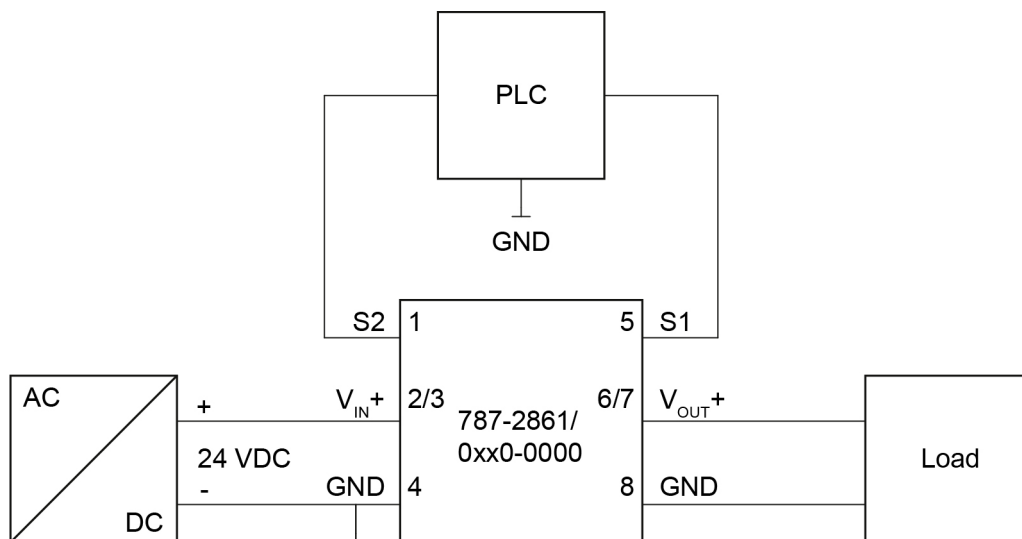 PLC
GND
S2
1
5
S1
AC
+
VIN+
2/3
6/7
VOUT+
787-2861/
0xx0-0000
24 VDC
Load
-
GND
4
8
GND
DC